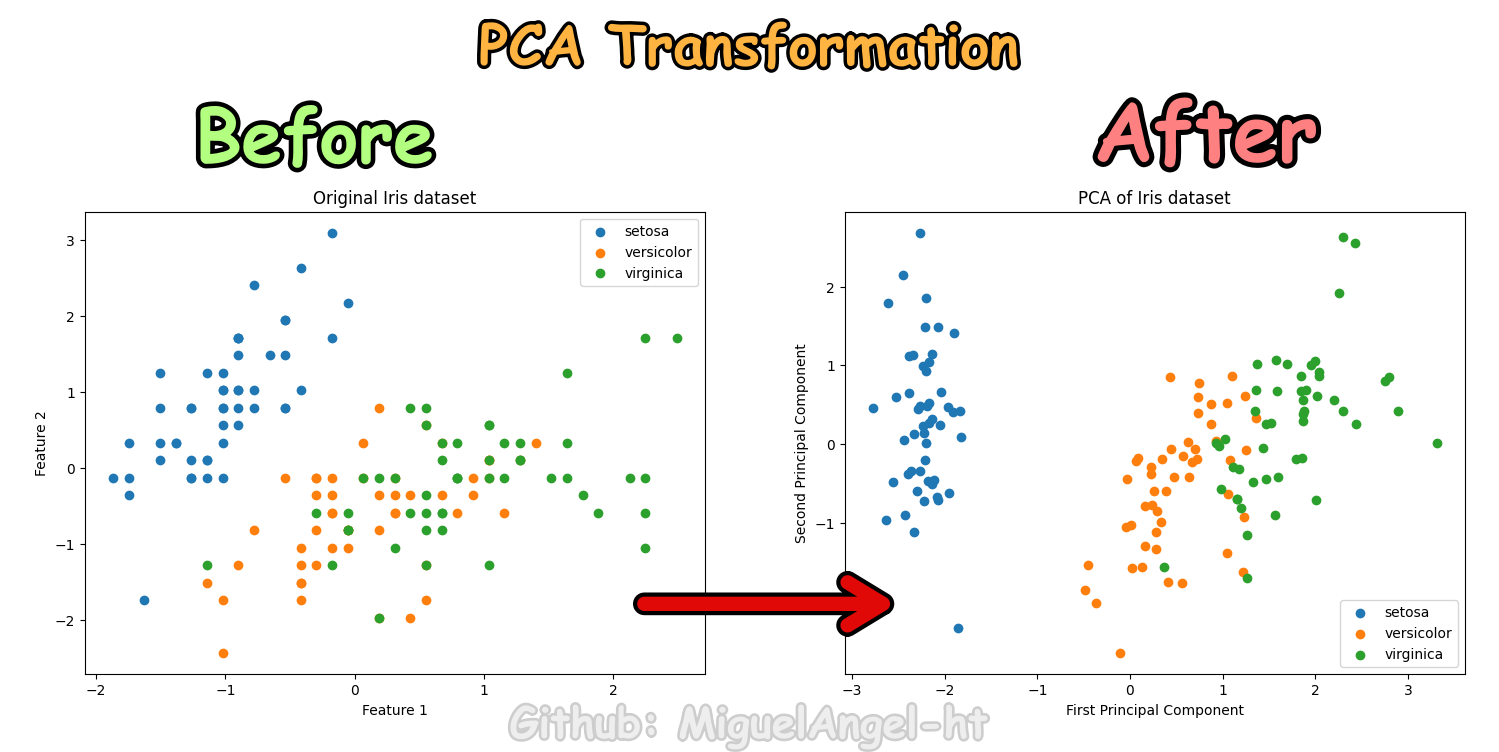 PCA Transformation
Before
After
Original Iris dataset
setosa
versicolor
virginica
3
2
1
0
−1
−2
Feature 2
−2
−1
0
1
2
Feature 1
PCA of Iris dataset
2
1
0
−1
Second Principal Component
setosa
versicolor
virginica
−3
−2
−1
0
1
2
3
First Principal Component
Github: MiguelAngel-ht